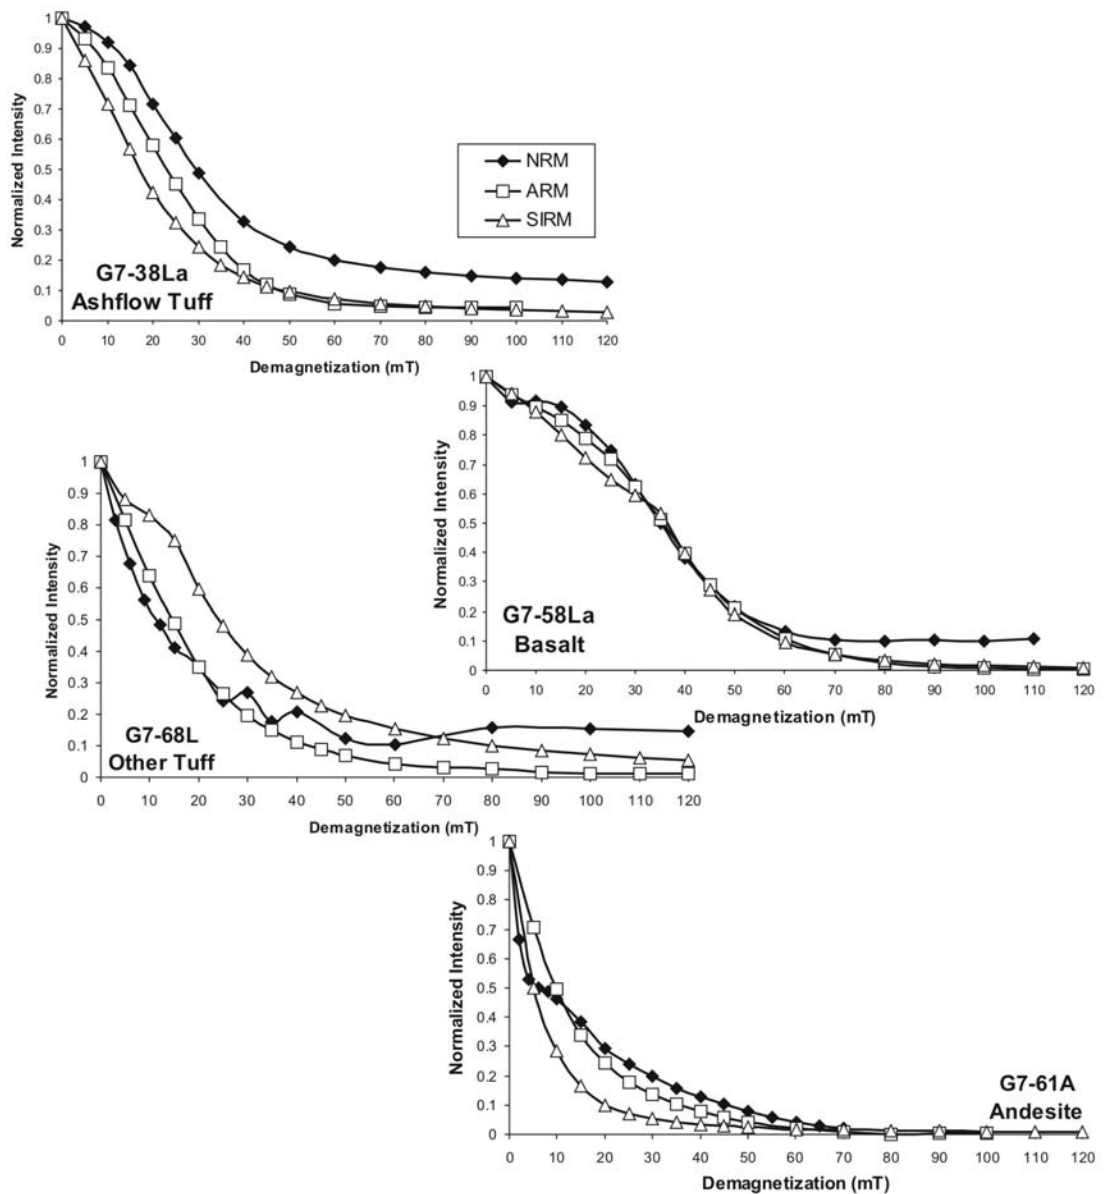 1
0.9
0.8
0.7
0.6
0.5
0.4
0.3
0.2
0.1
0
Normalized Intensity
0 10 20 30 40 50 60 70 80 90 100 110 120
Demagnetization (mT)
G7-38La
Ashflow Tuff
NRM
ARM
SIRM
1
0.9
0.8
0.7
0.6
0.5
0.4
0.3
0.2
0.1
0
Normalized Intensity
0 10 20 30 40 50 60 70 80 90 100 110 120
Demagnetization (mT)
G7-58La
Basalt
1
0.9
0.8
0.7
0.6
0.5
0.4
0.3
0.2
0.1
0
Normalized Intensity
0 10 20 30 40 50 60 70 80 90 100 110 120
Demagnetization (mT)
G7-68L
Other Tuff
1
0.9
0.8
0.7
0.6
0.5
0.4
0.3
0.2
0.1
0
Normalized Intensity
0 10 20 30 40 50 60 70 80 90 100 110 120
Demagnetization (mT)
G7-61A
Andesite